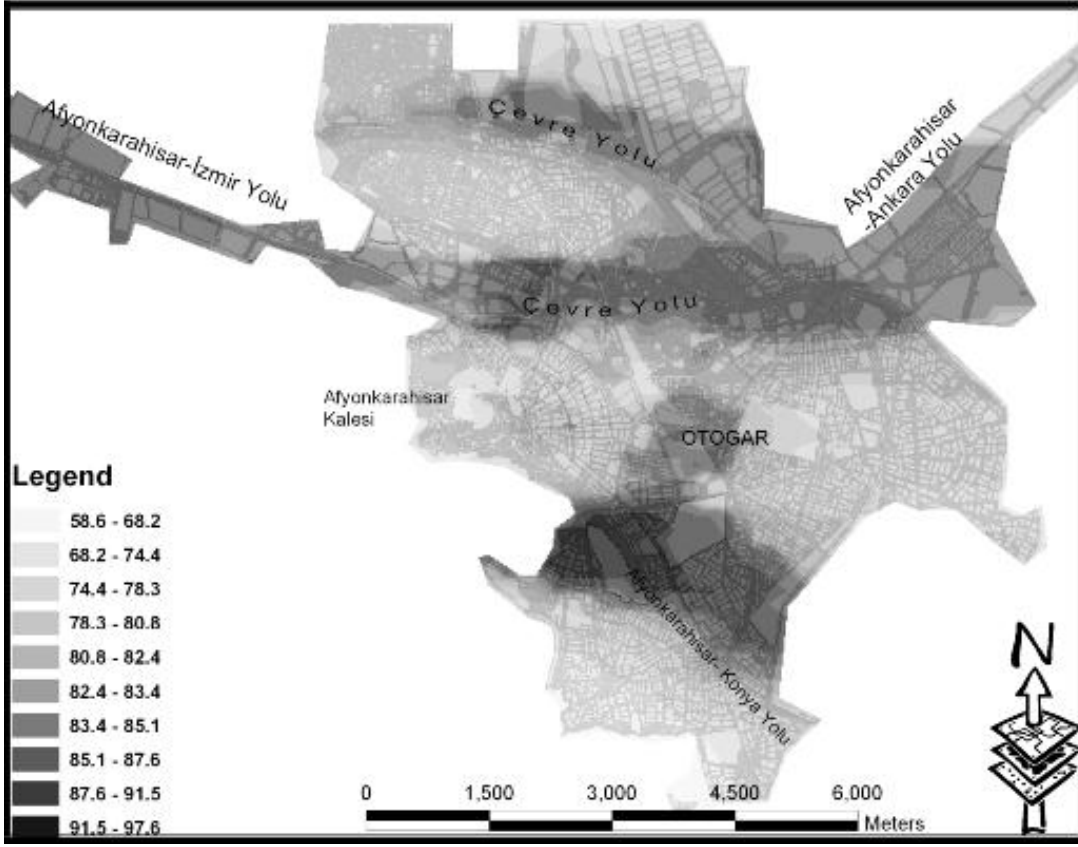 Çevre Yolu
Afyonkarahisar-İzmir Yolu
Afyonkarahisar
-Ankara Yolu
Çevre Yolu
Afyonkarahisar
Kalesi
OTOGAR
Afyonkarahisar- Konya Yolu
Legend
58.6 - 68.2
68.2 - 74.4
74.4 - 78.3
78.3 - 80.8
80.8 - 82.4
82.4 - 83.4
83.4 - 85.1
85.1 - 87.6
87.6 - 91.5
91.5 - 97.6
N
0 1,500 3,000 4,500 6,000
Meters